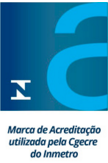 Marca de Acreditação
utilizada pela Cgcre
do Inmetro